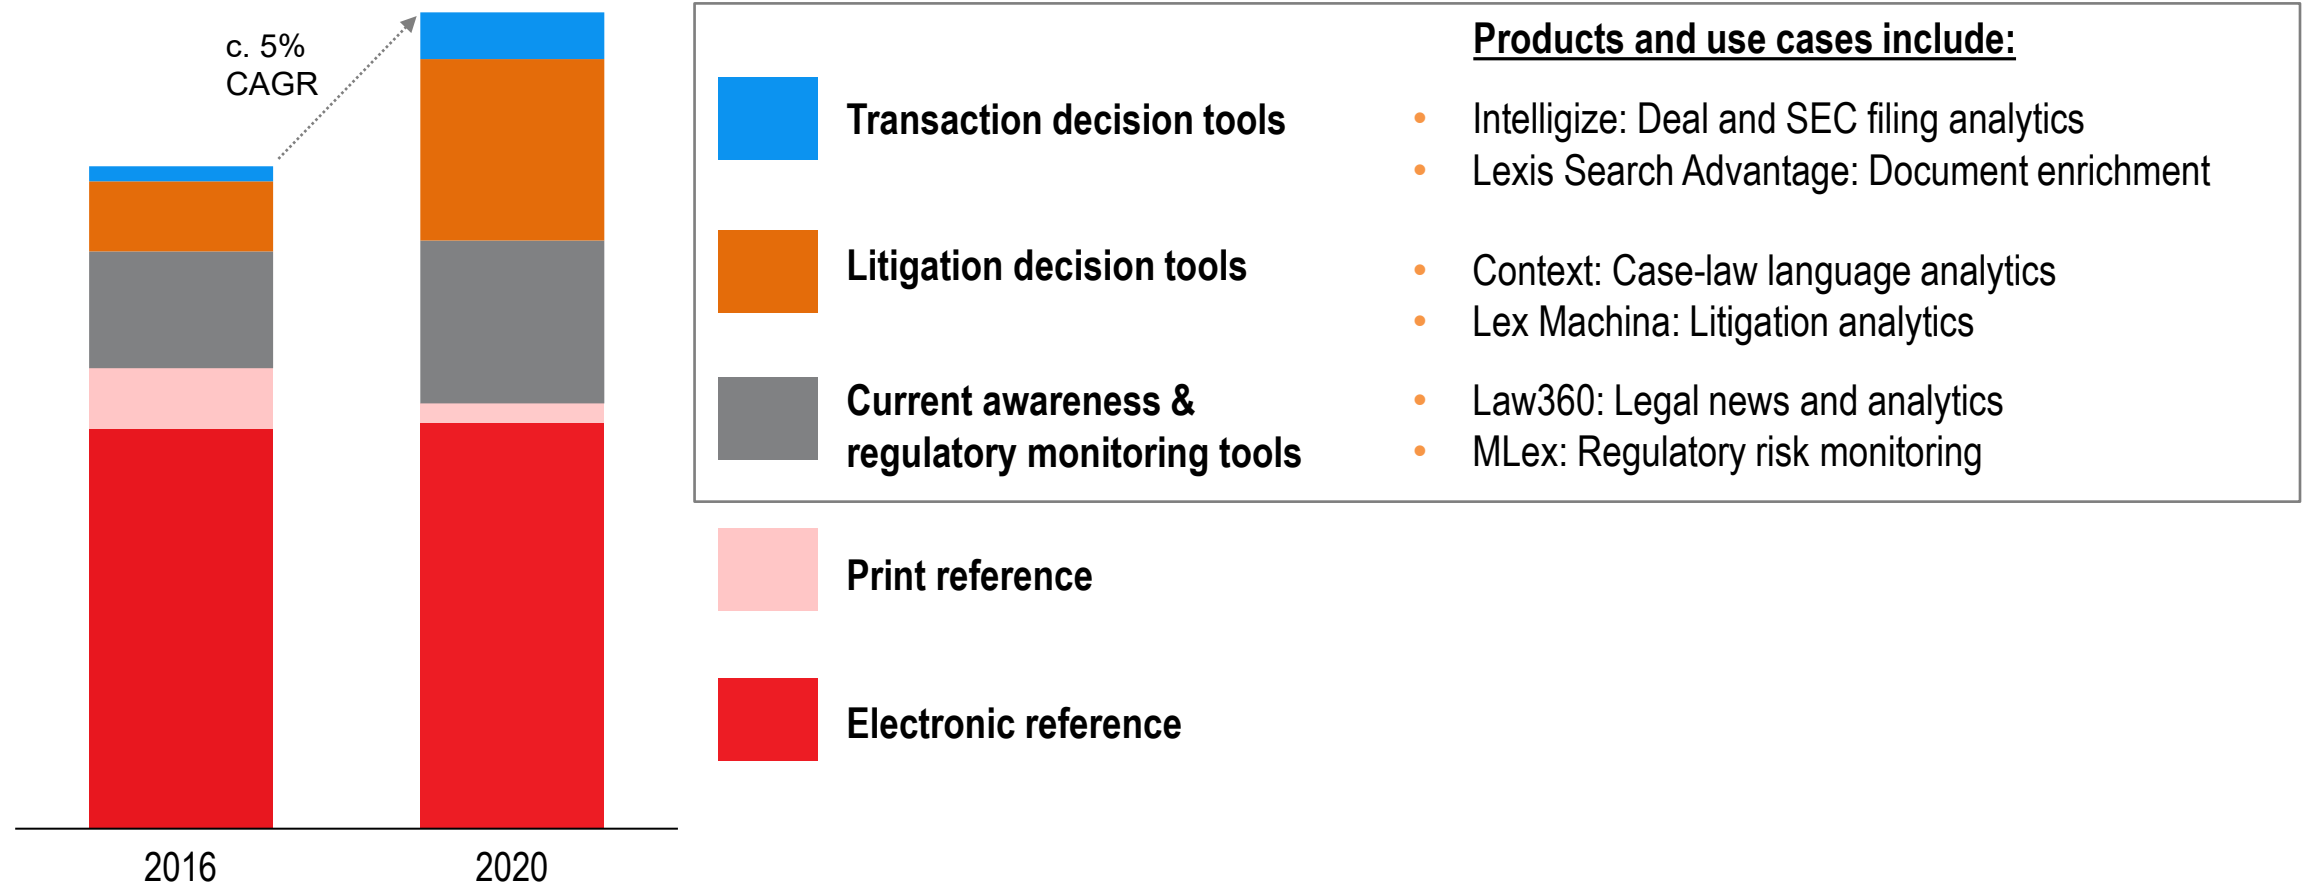 c. 5%
CAGR
2016
2020
Products and use cases include:
Transaction decision tools
• Intelligize: Deal and SEC filing analytics
• Lexis Search Advantage: Document enrichment
Litigation decision tools
• Context: Case-law language analytics
• Lex Machina: Litigation analytics
Current awareness &
regulatory monitoring tools
• Law360: Legal news and analytics
• MLex: Regulatory risk monitoring
Print reference
Electronic reference